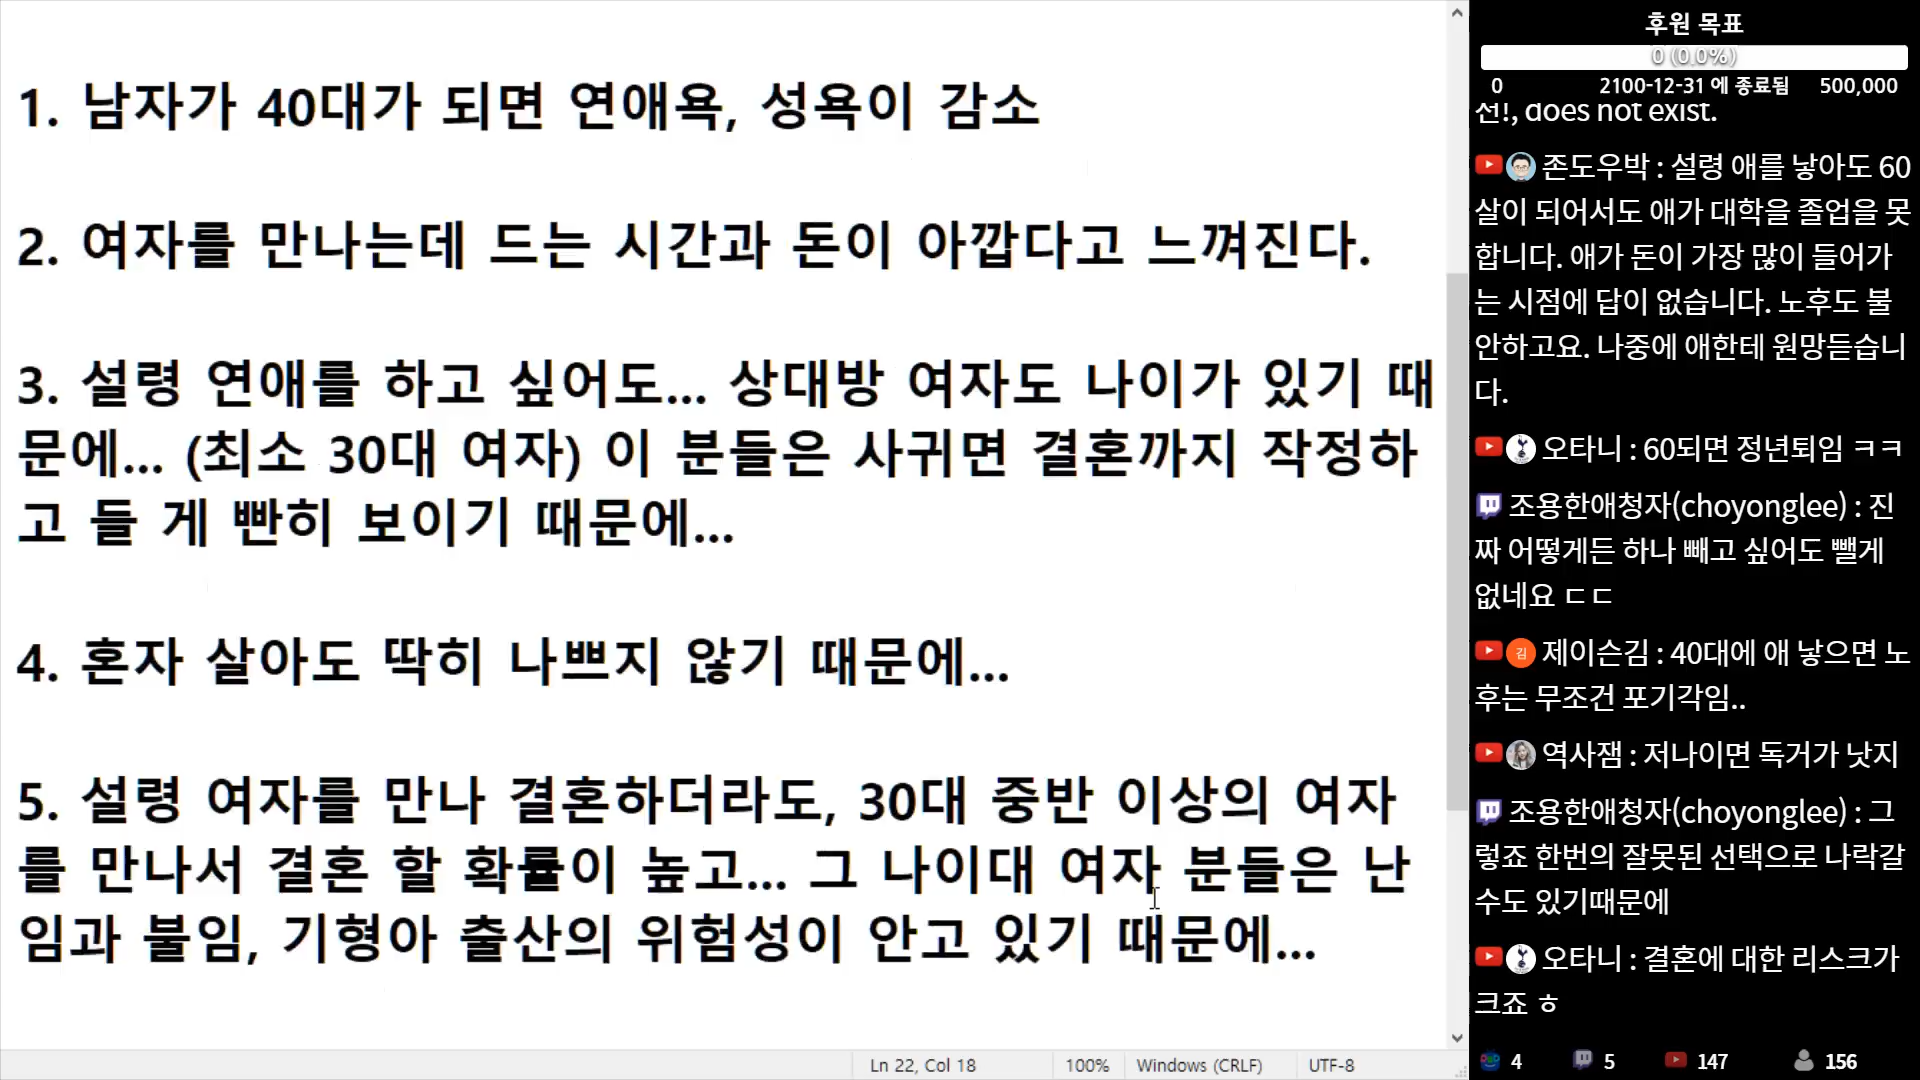 1. 남자가 40대가 되면 연애욕, 성욕이 감소
2. 여자를 만나는데 드는 시간과 돈이 아깝다고 느껴진다.
3. 설령 연애를 하고 싶어도... 상대방 여자도 나이가 있기 때
문에... (최소 30대 여자) 이 분들은 사귀면 결혼까지 작정하
고 들 게 빤히 보이기 때문에...
4. 혼자 살아도 딱히 나쁘지 않기 때문에...
5. 설령 여자를 만나 결혼하더라도, 30대 중반 이상의 여자
를 만나서 결혼 할 확률이 높고... 그 나이대 여자 분들은 난
임과 불임, 기형아 출산의 위험성이 안고 있기 때문에...
Ln 22, Col 18
100%
Windows (CRLF)
UTF-8
후원 목표
0 (0.0%)
0 2100-12-31 에 종료됨 500,000
선!, does not exist.
존도우박 : 설령 애를 낳아도 60
살이 되어서도 애가 대학을 졸업을 못
합니다. 애가 돈이 가장 많이 들어가
는 시점에 답이 없습니다. 노후도 불
안하고요. 나중에 애한테 원망듣습니
다.
오타니 : 60되면 정년퇴임 ㅋㅋ
조용한애청자(choyonglee) : 진
짜 어떻게든 하나 빼고 싶어도 뺄게
없네요 ㄷㄷ
김 제이슨김 : 40대에 애 낳으면 노
후는 무조건 포기각임..
역사잼 : 저나이면 독거가 낫지
조용한애청자(choyonglee) : 그
렇죠 한번의 잘못된 선택으로 나락갈
수도 있기때문에
오타니 : 결혼에 대한 리스크가
크죠 ㅎ
4 5 147 156